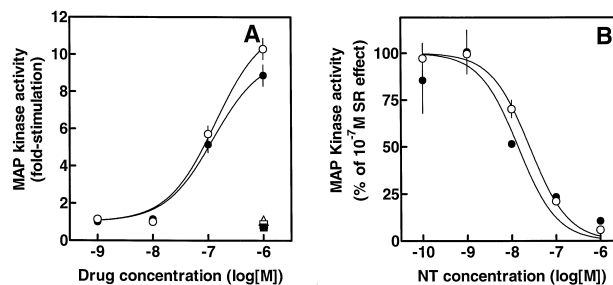 A
MAP kinase activity
(fold-stimulation)
12
10
8
6
4
2
0
-9 -8 -7 -6
Drug concentration (log[M])
B
MAP Kinase activity
(% of 10-7M SR effect)
100
75
50
25
0
-10 -9 -8 -7 -6
NT concentration (log[M])